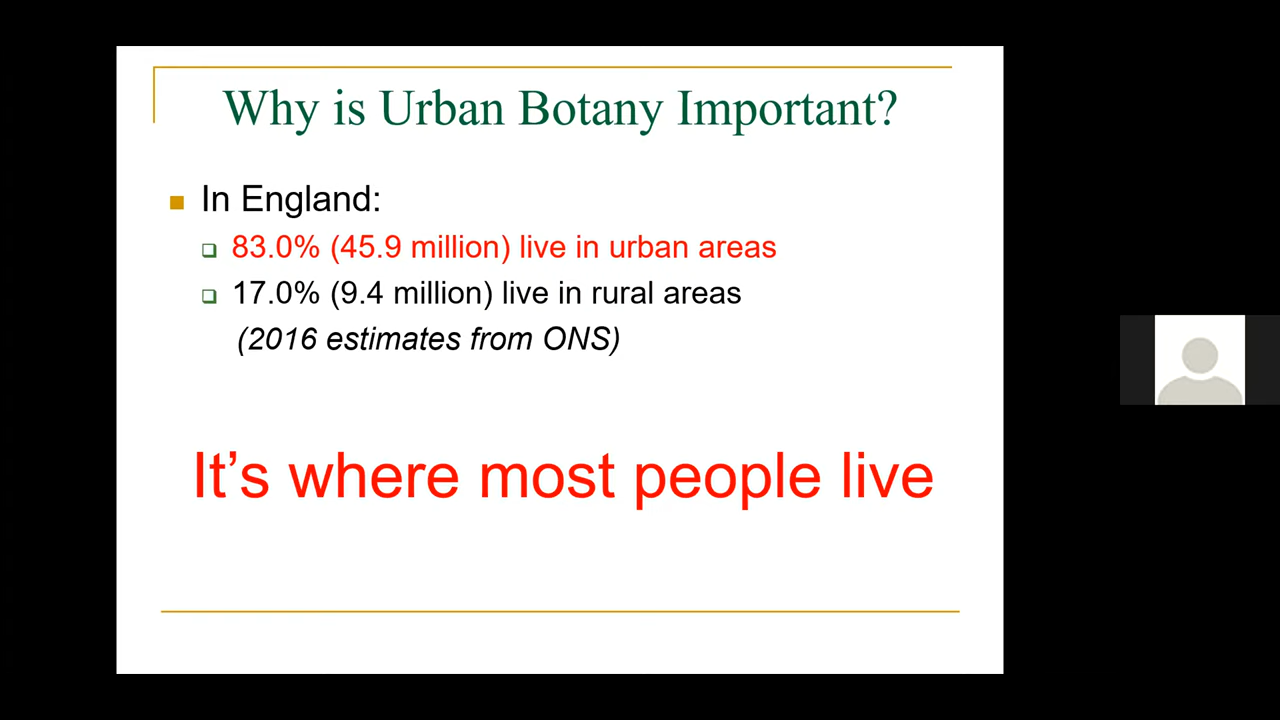 Why is Urban Botany Important?
In England:
83.0% (45.9 million) live in urban areas
17.0% (9.4 million) live in rural areas
(2016 estimates from ONS)
It’s where most people live